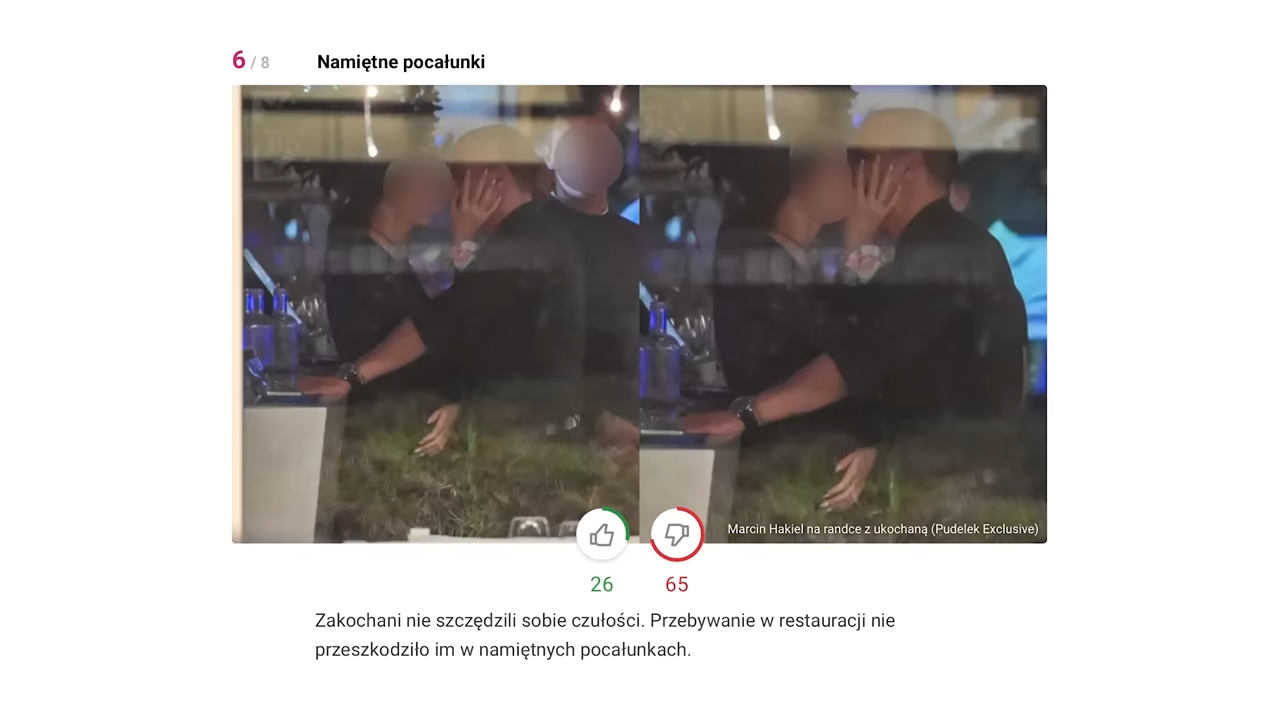 6 / 8
Namiętne pocałunki
Marcin Hakiel na randce z ukochaną (Pudelek Exclusive)
26
65
Zakochani nie szczędzili sobie czułości. Przebywanie w restauracji nie
przeszkodziło im w namiętnych pocałunkach.